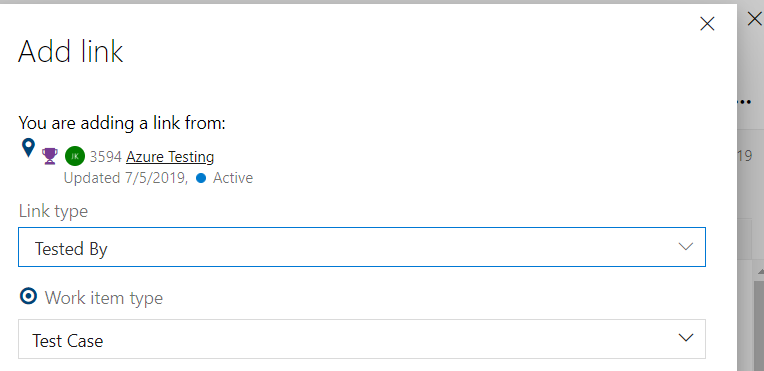 Add link
You are adding a link from:
JK 3594 Azure Testing
Updated 7/5/2019, Active
19
Link type
Tested By
Work item type
Test Case